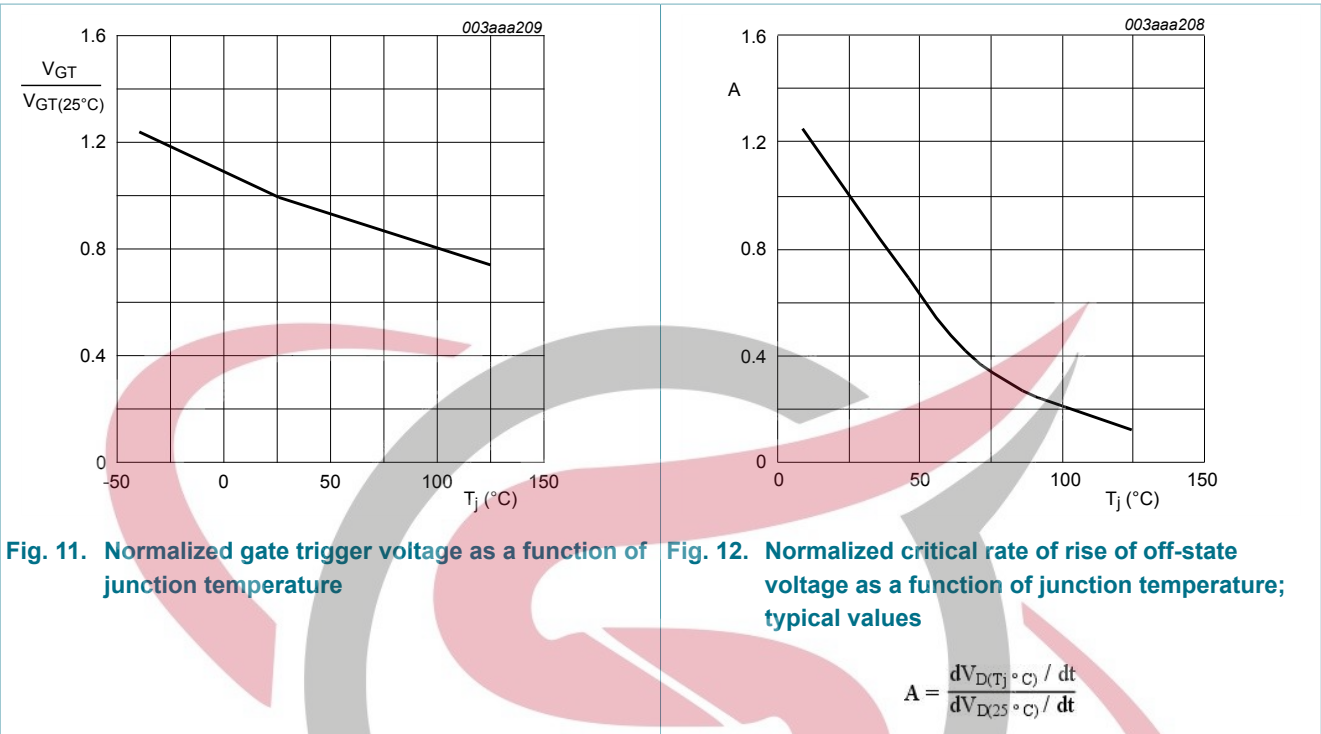 003aaa209
1.6
VGT
VGT(25°C)
1.2
0.8
0.4
0
-50
0
50
100
150
Tj (°C)
Fig. 11. Normalized gate trigger voltage as a function of
junction temperature
003aaa208
1.6
A
1.2
0.8
0.4
0
0
50
100
150
Tj (°C)
Fig. 12. Normalized critical rate of rise of off-state
voltage as a function of junction temperature;
typical values
A = dVD(Tj °C) / dt
dVD(25 °C) / dt